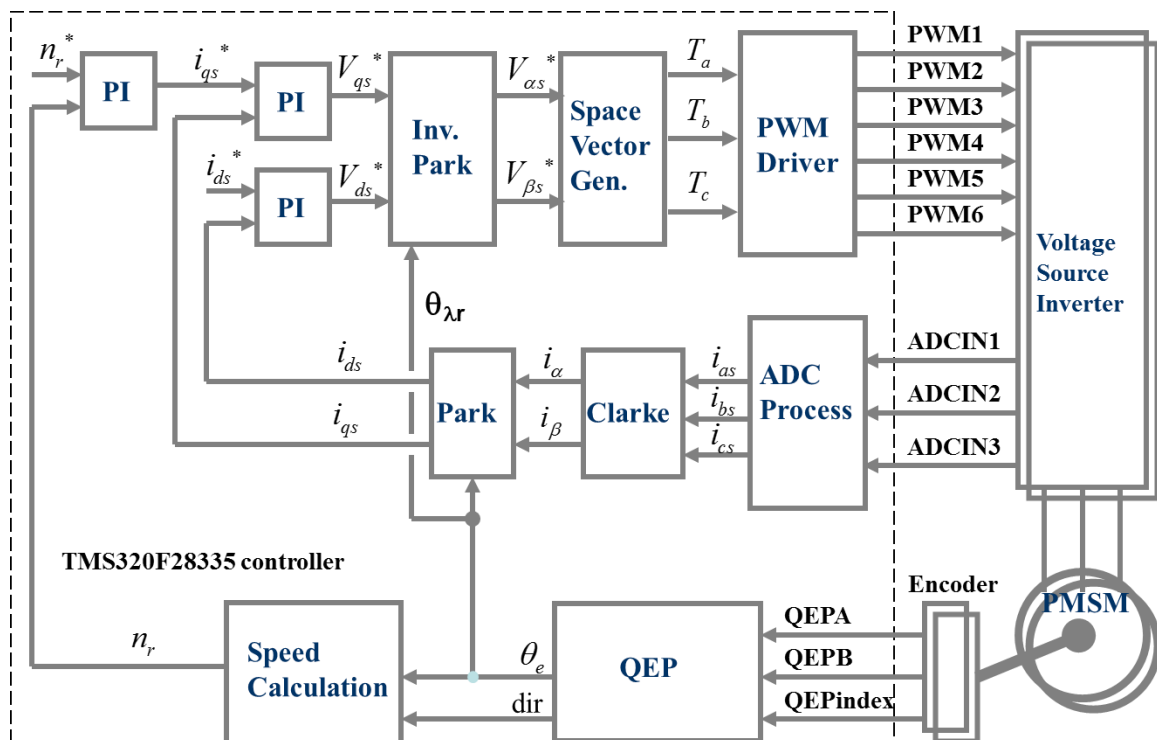 n_r*
PI
i_qs*
PI
V_qs*
i_ds*
PI
V_ds*
Inv.
Park
V_αs*
V_βs*
Space
Vector
Gen.
T_a
T_b
T_c
PWM
Driver
PWM1
PWM2
PWM3
PWM4
PWM5
PWM6
Voltage
Source
Inverter
θ_λr
i_ds
i_qs
Park
i_α
i_β
Clarke
i_as
i_bs
i_cs
ADC
Process
ADCIN1
ADCIN2
ADCIN3
TMS320F28335 controller
n_r
Speed
Calculation
θ_e
dir
QEP
QEPA
QEPB
QEPindex
Encoder
PMSM